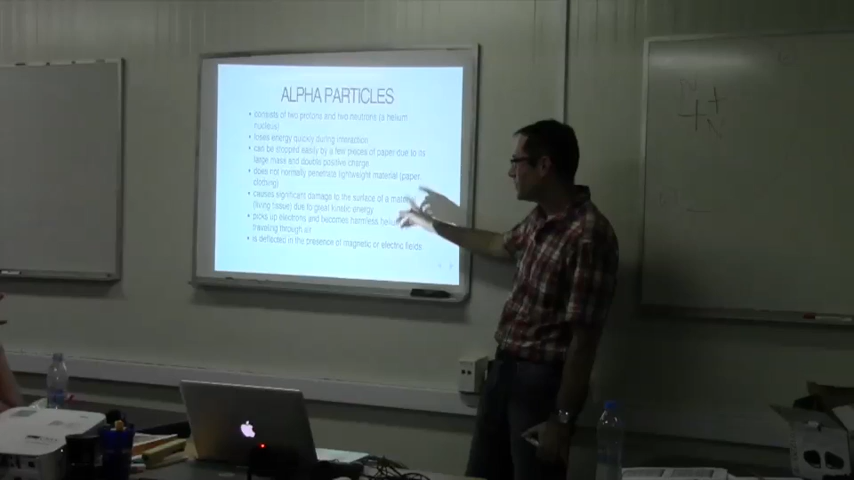 ALPHA PARTICLES
• consists of two protons and two neutrons (a helium
nucleus)
• loses energy quickly during interaction
• can be stopped easily by a few pieces of paper due to its
large mass and double positive charge
• does not normally penetrate lightweight material (paper,
clothing)
• causes significant damage to the surface of a
(living tissue) due to great kinetic energy
• picks up electrons and becomes harmless
traveling through air
• is deflected in the presence of magnetic or electric fields